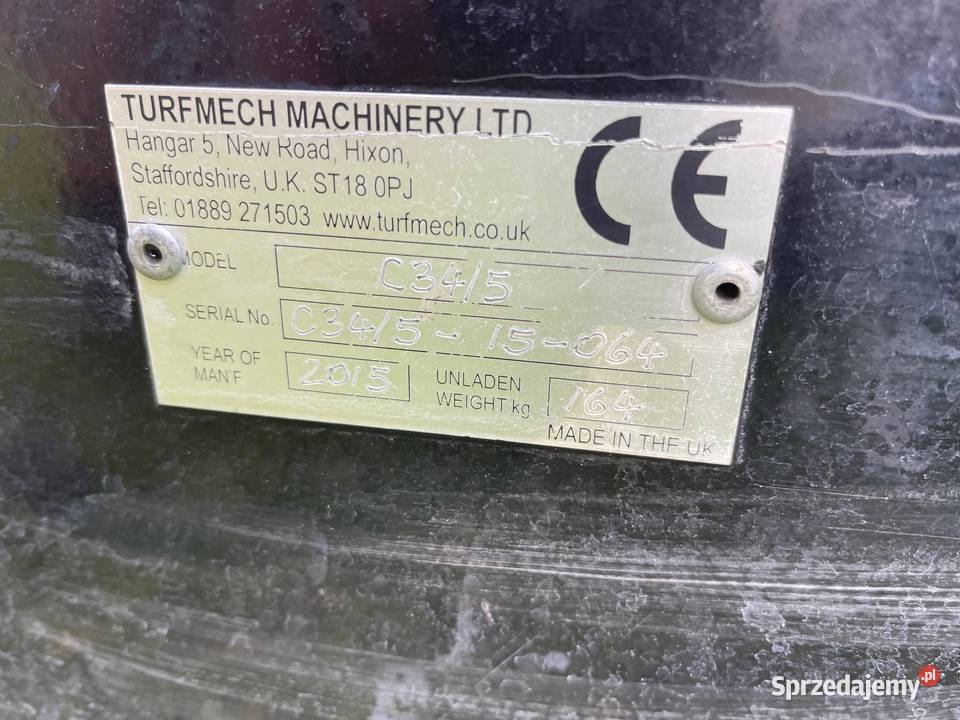 TURFMECH MACHINERY LTD
Hangar 5, New Road, Hixon,
Staffordshire, U.K. ST18 0PJ
Tel: 01889 271503 www.turfmech.co.uk
CE
MODEL C34/5
SERIAL No. C34/5-15-064
YEAR OF MAN'F 2015
UNLADEN WEIGHT kg 164
MADE IN THE UK
Sprzedajemy.pl